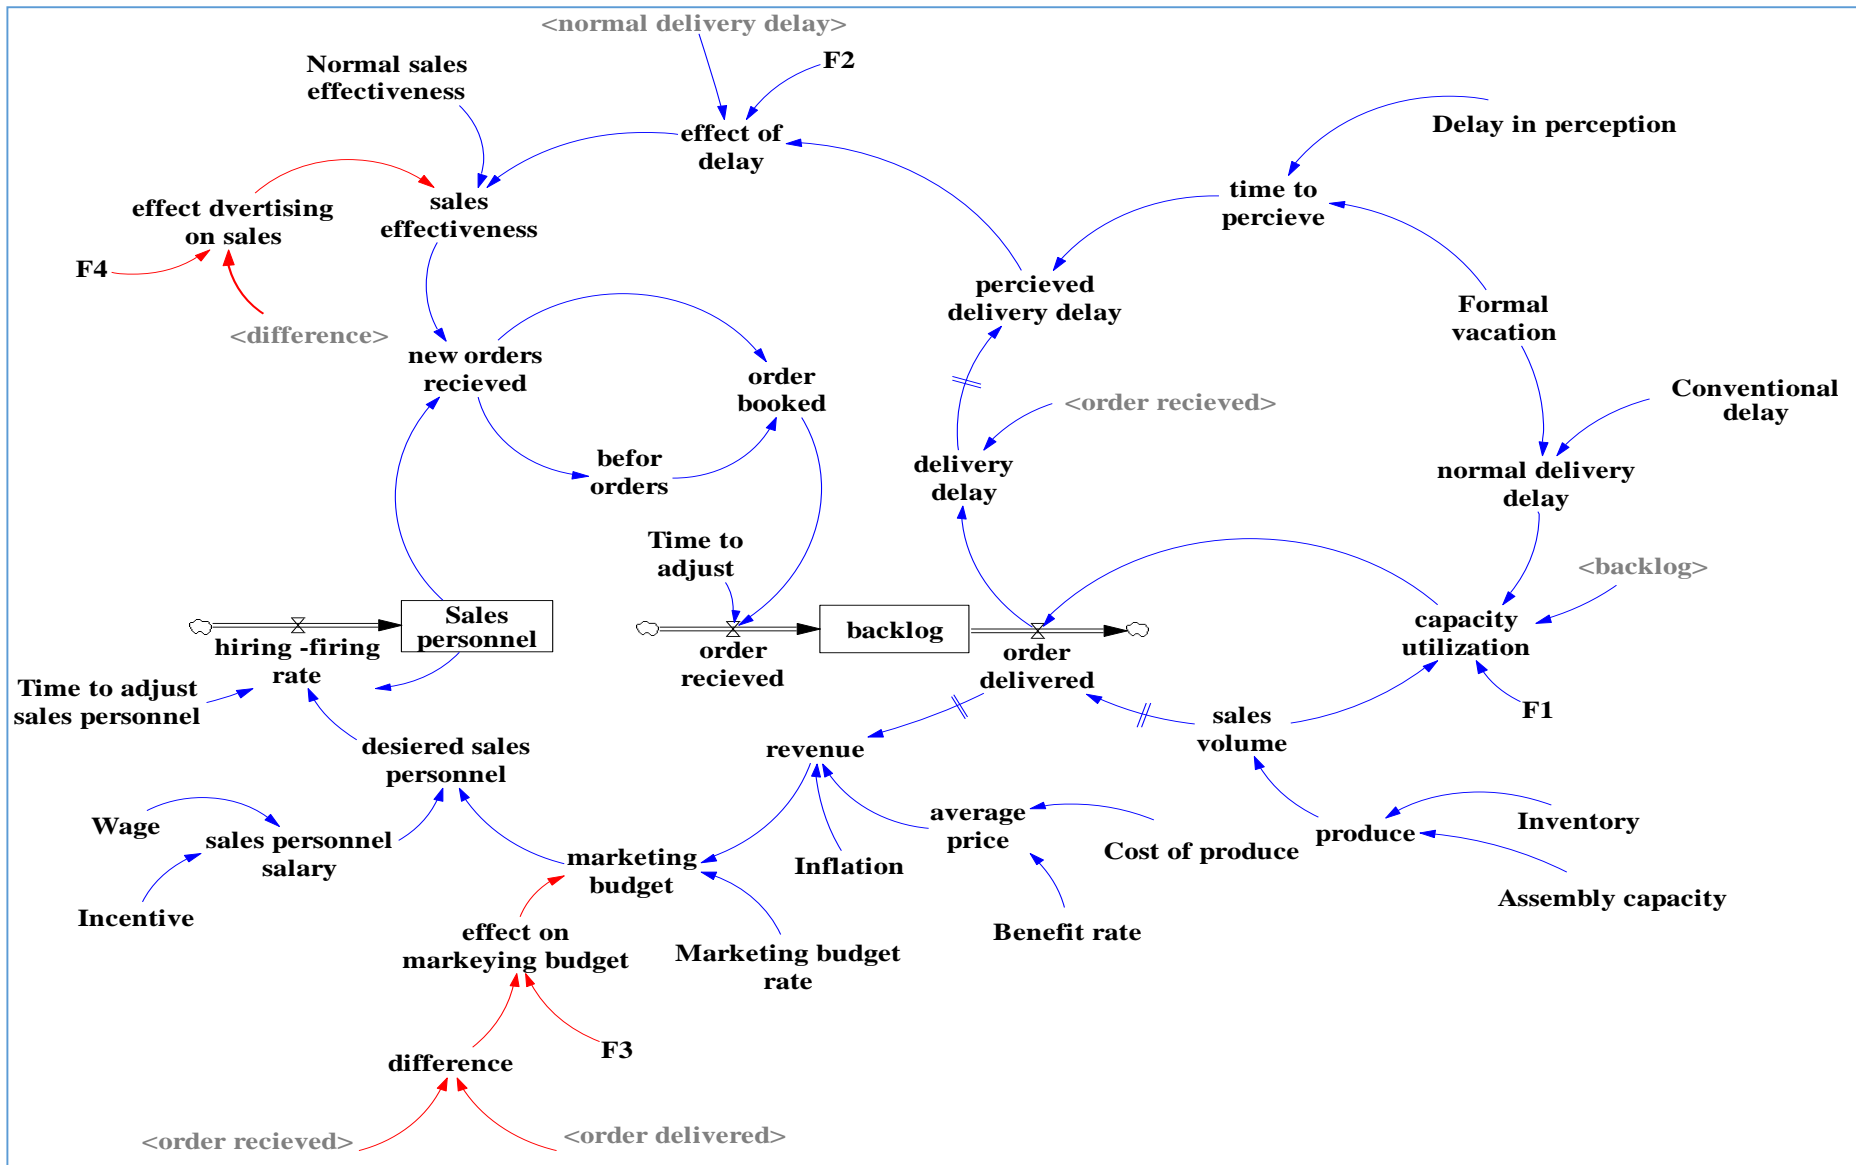 <normal delivery delay>
F2
Normal sales
effectiveness
effect of
delay
Delay in perception
time to
percieve
effect dvertising
on sales
sales
effectiveness
F4
<difference>
percieved
delivery delay
Formal
vacation
new orders
recieved
order
booked
<order recieved>
Conventional
delay
befor
orders
delivery
delay
normal delivery
delay
Time to
adjust
<backlog>
Sales
personnel
backlog
capacity
utilization
hiring -firing
rate
order
recieved
order
delivered
Time to adjust
sales personnel
F1
sales
volume
desiered sales
personnel
revenue
Wage
sales personnel
salary
marketing
budget
Inflation
average
price
Cost of produce
produce
Inventory
Assembly capacity
Incentive
effect on
markeying budget
Marketing budget
rate
Benefit rate
F3
difference
<order recieved>
<order delivered>